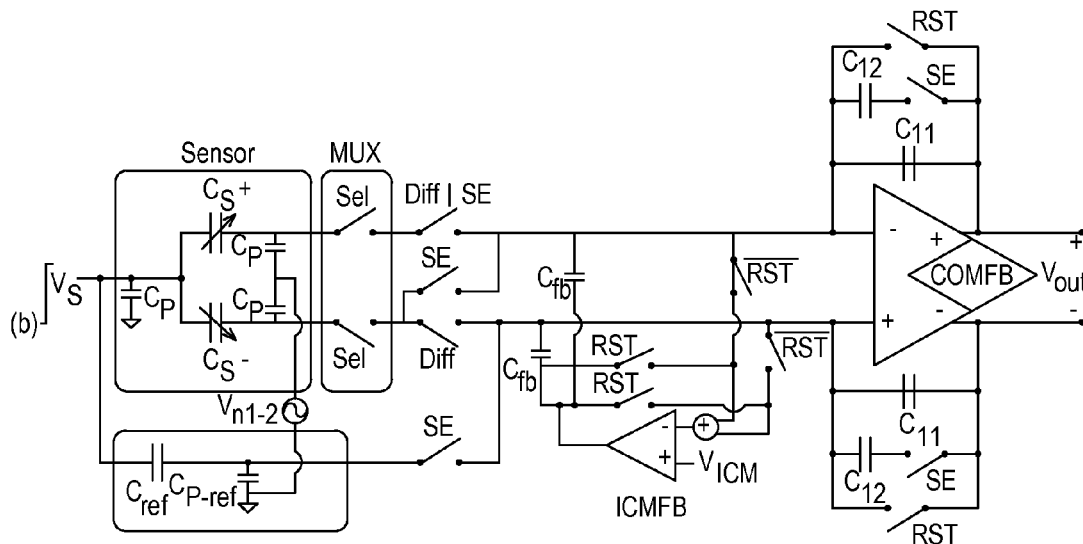 RST
C12
SE
C11
Sensor
MUX
CS+
Sel
Diff | SE
CP
SE
VS
CP
CP
(b)
CS-
Sel
Diff
Cfb
RST
Cfb
RST
RST
RST
- +
COMFB
+ -
Vout
+
-
Vn1-2
SE
-
+
+
VICM
ICMFB
Cref
CP-ref
C11
C12
SE
RST